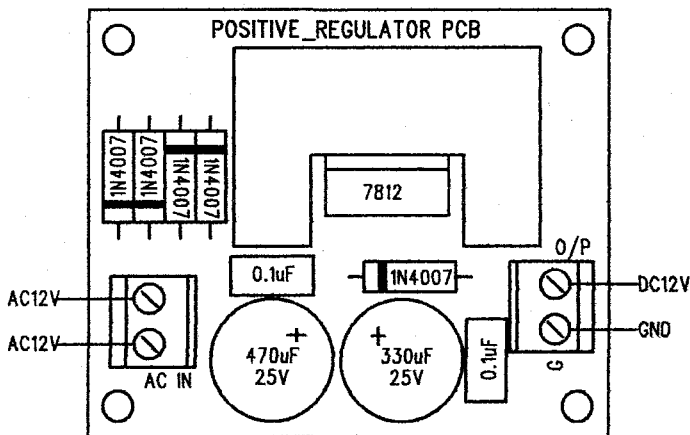 POSITIVE_REGULATOR PCB
1N4007
1N4007
1N4007
1N4007
7812
O/P
0.1uF
1N4007
AC12V
DC12V
AC12V
GND
470uF
25V
330uF
25V
0.1uF
G
AC IN